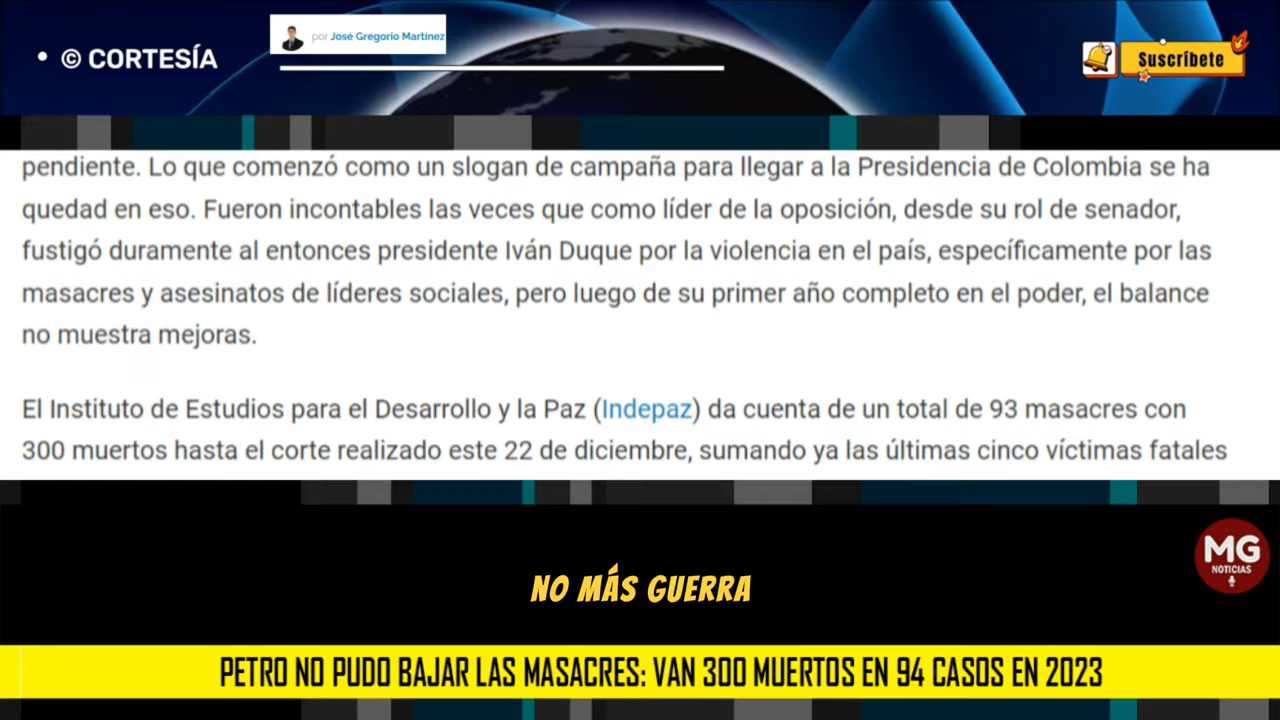 • © CORTESÍA
por José Gregorio Martínez
Suscríbete
pendiente. Lo que comenzó como un slogan de campaña para llegar a la Presidencia de Colombia se ha
quedad en eso. Fueron incontables las veces que como líder de la oposición, desde su rol de senador,
fustigó duramente al entonces presidente Iván Duque por la violencia en el país, específicamente por las
masacres y asesinatos de líderes sociales, pero luego de su primer año completo en el poder, el balance
no muestra mejoras.
El Instituto de Estudios para el Desarrollo y la Paz (Indepaz) da cuenta de un total de 93 masacres con
300 muertos hasta el corte realizado este 22 de diciembre, sumando ya las últimas cinco víctimas fatales
MG
NOTICIAS
NO MÁS GUERRA
PETRO NO PUDO BAJAR LAS MASACRES: VAN 300 MUERTOS EN 94 CASOS EN 2023